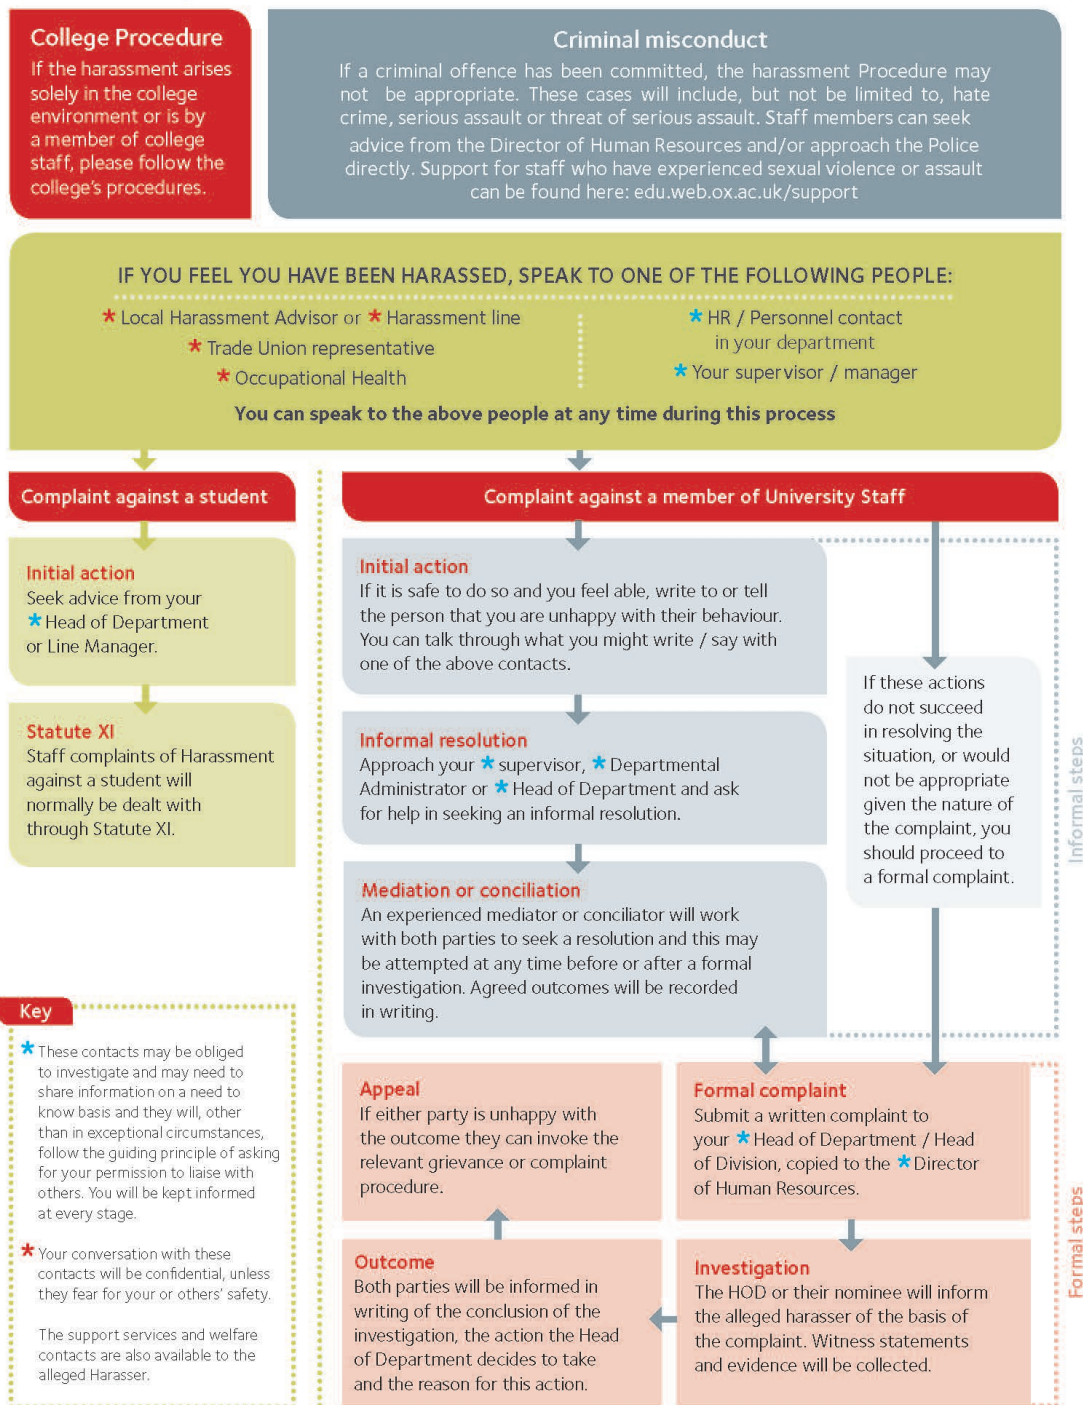 College Procedure
If the harassment arises
solely in the college
environment or is by
a member of college
staff, please follow the
college's procedures.
Criminal misconduct
If a criminal offence has been committed, the harassment Procedure may
not be appropriate. These cases will include, but not be limited to, hate
crime, serious assault or threat of serious assault. Staff members can seek
advice from the Director of Human Resources and/or approach the Police
directly. Support for staff who have experienced sexual violence or assault
can be found here: edu.web.ox.ac.uk/support
IF YOU FEEL YOU HAVE BEEN HARASSED, SPEAK TO ONE OF THE FOLLOWING PEOPLE:
* Local Harassment Advisor or * Harassment line
* Trade Union representative
* Occupational Health
* HR / Personnel contact
in your department
* Your supervisor / manager
You can speak to the above people at any time during this process
Complaint against a student
Initial action
Seek advice from your
* Head of Department
or Line Manager.
Statute XI
Staff complaints of Harassment
against a student will
normally be dealt with
through Statute XI.
Complaint against a member of University Staff
Initial action
If it is safe to do so and you feel able, write to or tell
the person that you are unhappy with their behaviour.
You can talk through what you might write / say with
one of the above contacts.
Informal resolution
Approach your * supervisor, * Departmental
Administrator or * Head of Department and ask
for help in seeking an informal resolution.
Mediation or conciliation
An experienced mediator or conciliator will work
with both parties to seek a resolution and this may
be attempted at any time before or after a formal
investigation. Agreed outcomes will be recorded
in writing.
If these actions
do not succeed
in resolving the
situation, or would
not be appropriate
given the nature of
the complaint, you
should proceed to
a formal complaint.
Informal steps
Key
* These contacts may be obliged
to investigate and may need to
share information on a need to
know basis and they will, other
than in exceptional circumstances,
follow the guiding principle of asking
for your permission to liaise with
others. You will be kept informed
at every stage.
* Your conversation with these
contacts will be confidential, unless
they fear for your or others' safety.
The support services and welfare
contacts are also available to the
alleged Harasser.
Appeal
If either party is unhappy with
the outcome they can invoke the
relevant grievance or complaint
procedure.
Formal complaint
Submit a written complaint to
your * Head of Department / Head
of Division, copied to the * Director
of Human Resources.
Outcome
Both parties will be informed in
writing of the conclusion of the
investigation, the action the Head
of Department decides to take
and the reason for this action.
Investigation
The HOD or their nominee will inform
the alleged harasser of the basis of
the complaint. Witness statements
and evidence will be collected.
Formal steps